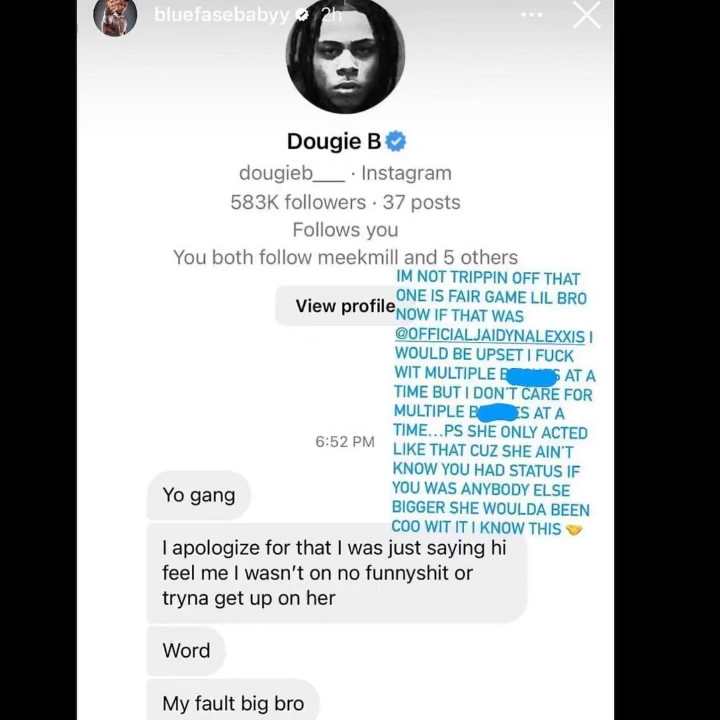 bluefasebabyy 2h
Dougie B
dougieb___ · Instagram
583K followers · 37 posts
Follows you
You both follow meekmill and 5 others
View profile
IM NOT TRIPPIN OFF THAT
ONE IS FAIR GAME LIL BRO
NOW IF THAT WAS
@OFFICIALJAIDYNALEXXIS I
WOULD BE UPSET I FUCK
WIT MULTIPLE B S AT A
TIME BUT I DON'T CARE FOR
MULTIPLE B ES AT A
TIME...PS SHE ONLY ACTED
LIKE THAT CUZ SHE AIN'T
KNOW YOU HAD STATUS IF
YOU WAS ANYBODY ELSE
BIGGER SHE WOULDA BEEN
COO WIT IT I KNOW THIS 🤝
6:52 PM
Yo gang
I apologize for that I was just saying hi
feel me I wasn't on no funnyshit or
tryna get up on her
Word
My fault big bro